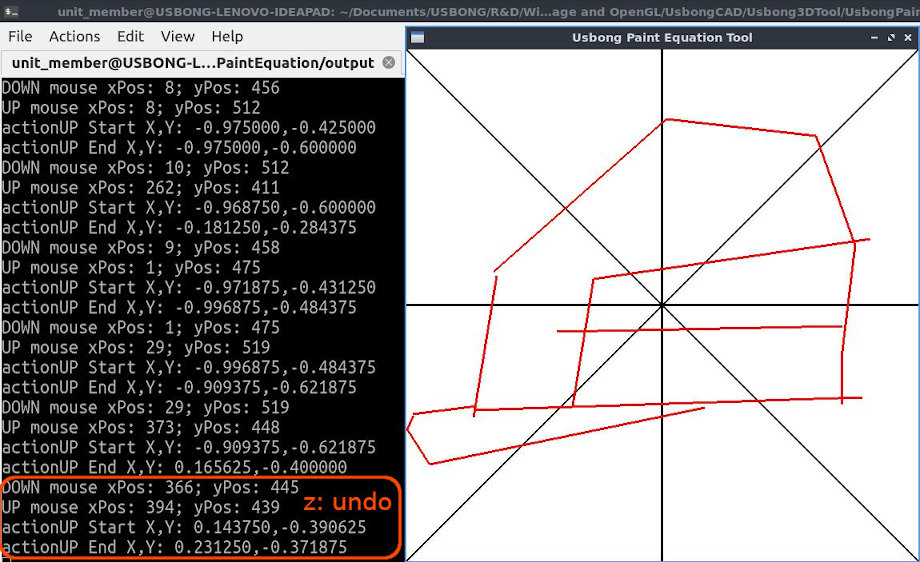 unit_member@USBONG-LENOVO-IDEAPAD: ~/Documents/USBONG/R&D/Wi...age and OpenGL/UsbongCAD/Usbong3DTool/UsbongPai
File Actions Edit View Help
unit_member@USBONG-L...PaintEquation/output
Usbong Paint Equation Tool
DOWN mouse xPos: 8; yPos: 456
UP mouse xPos: 8; yPos: 512
actionUP Start X,Y: -0.975000,-0.425000
actionUP End X,Y: -0.975000,-0.600000
DOWN mouse xPos: 10; yPos: 512
UP mouse xPos: 262; yPos: 411
actionUP Start X,Y: -0.968750,-0.600000
actionUP End X,Y: -0.181250,-0.284375
DOWN mouse xPos: 9; yPos: 458
UP mouse xPos: 1; yPos: 475
actionUP Start X,Y: -0.971875,-0.431250
actionUP End X,Y: -0.996875,-0.484375
DOWN mouse xPos: 1; yPos: 475
UP mouse xPos: 29; yPos: 519
actionUP Start X,Y: -0.996875,-0.484375
actionUP End X,Y: -0.909375,-0.621875
DOWN mouse xPos: 29; yPos: 519
UP mouse xPos: 373; yPos: 448
actionUP Start X,Y: -0.909375,-0.621875
actionUP End X,Y: 0.165625,-0.400000
DOWN mouse xPos: 366; yPos: 445
UP mouse xPos: 394; yPos: 439
z: undo
actionUP Start X,Y: 0.143750,-0.390625
actionUP End X,Y: 0.231250,-0.371875